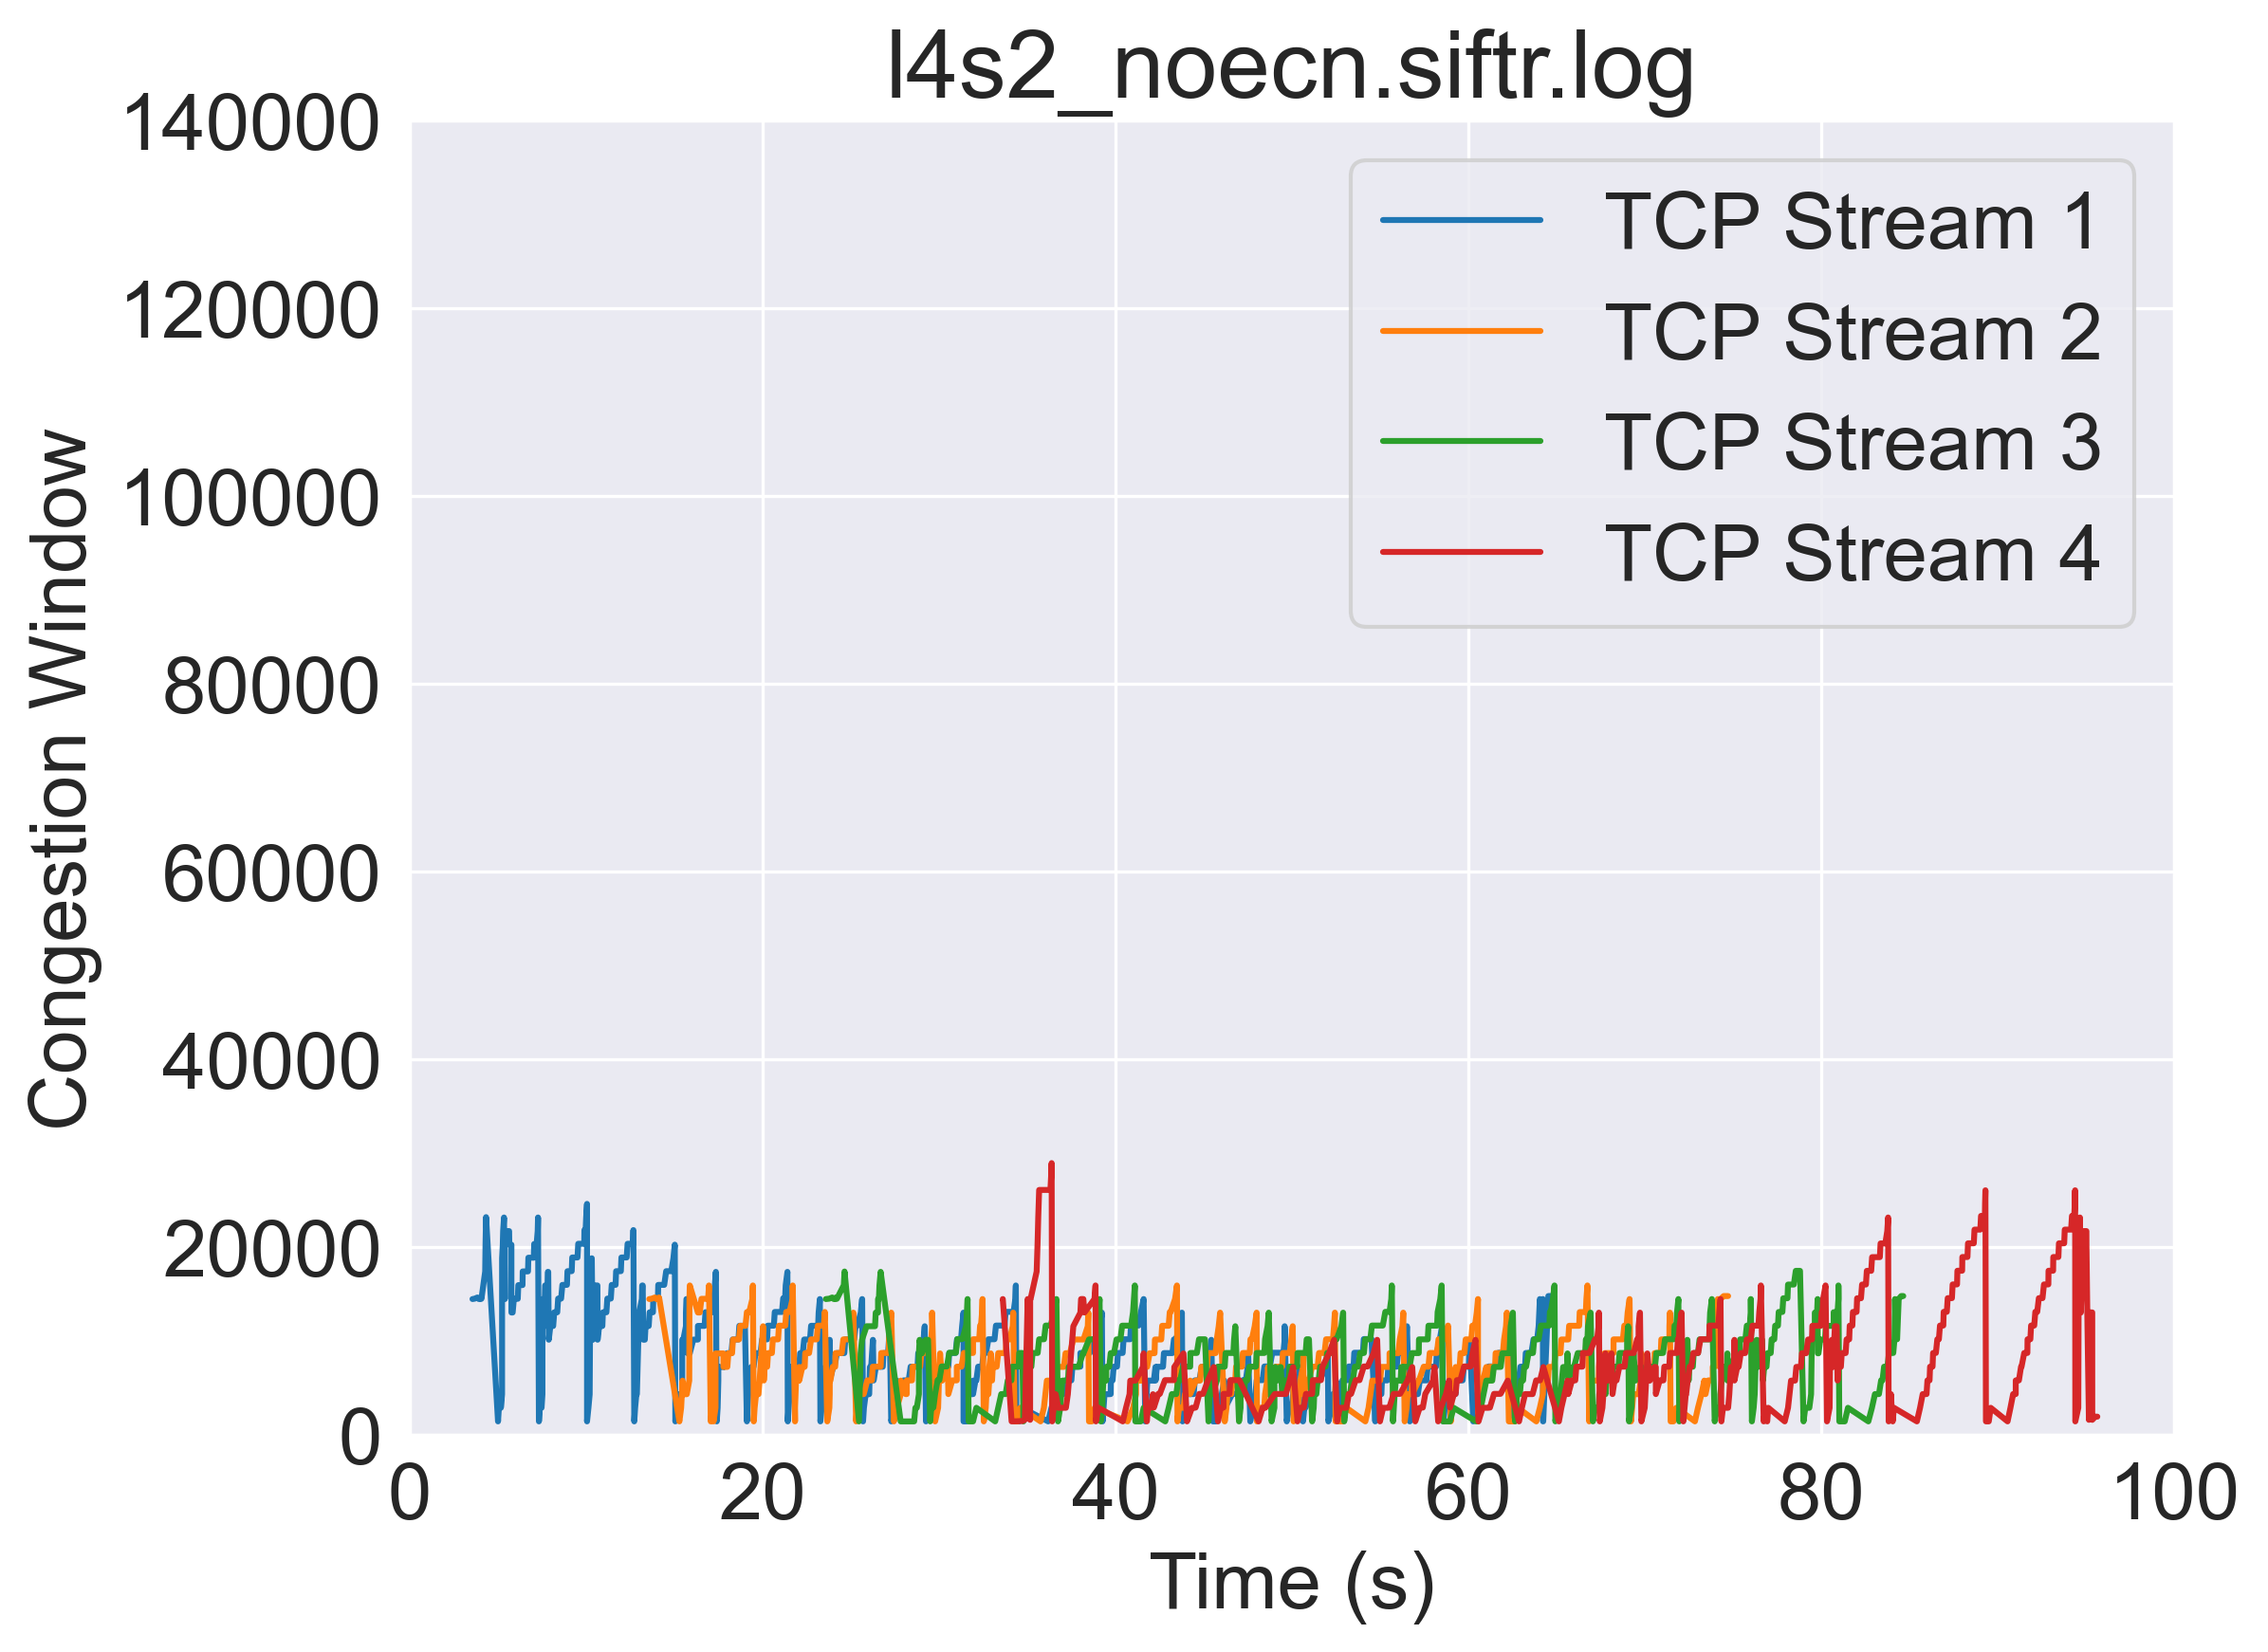 l4s2_noecn.siftr.log
140000
120000
100000
80000
60000
40000
20000
0
Congestion Window
TCP Stream 1
TCP Stream 2
TCP Stream 3
TCP Stream 4
0 20 40 60 80 100
Time (s)